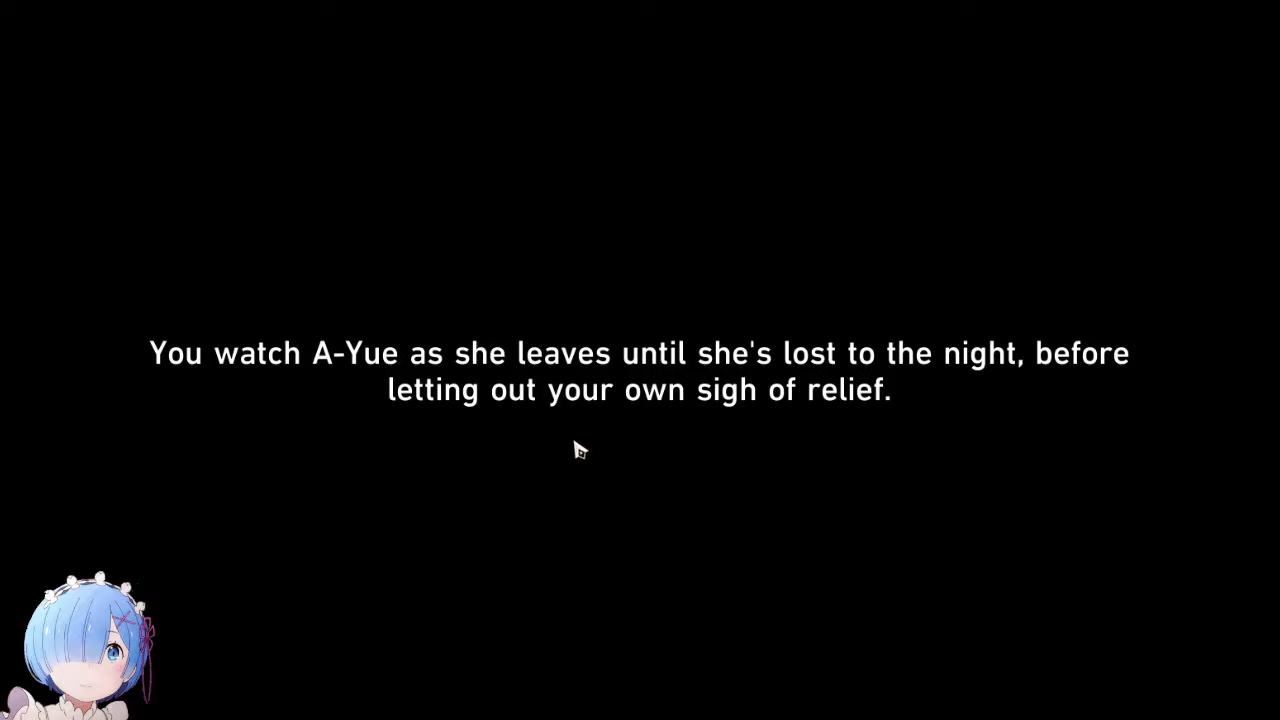 You watch A-Yue as she leaves until she's lost to the night, before
letting out your own sigh of relief.